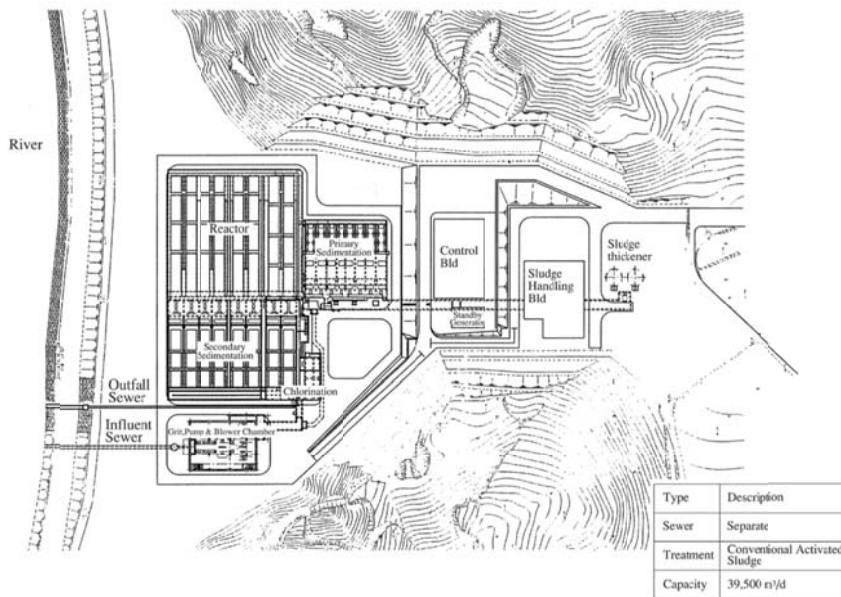 River
Reactor
Primary
Sedimentation
Control
Bld
Sludge
thickener
Sludge
Handling
Bld
Standby
Generator
Secondary
Sedimentation
Chlorination
Outfall
Sewer
Influent
Sewer
Grit,Pump & Blower Chamber
Type Description
Sewer Separate
Treatment Conventional Activated
Sludge
Capacity 39,500 m³/d